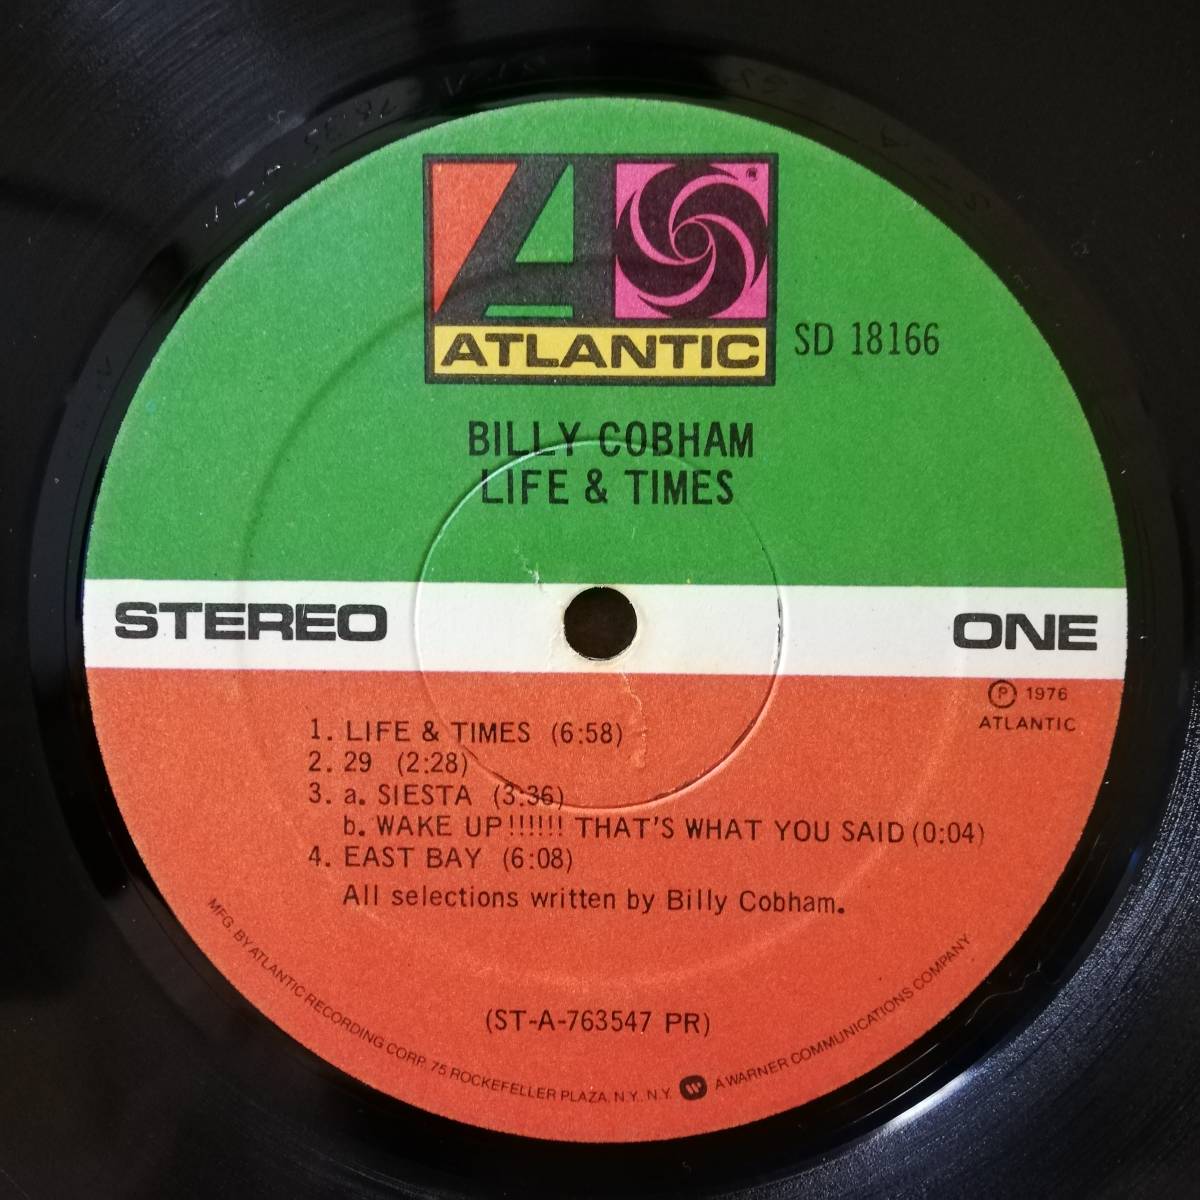 ATLANTIC
®
SD 18166
BILLY COBHAM
LIFE & TIMES
STEREO
ONE
℗ 1976
ATLANTIC
1. LIFE & TIMES (6:58)
2. 29 (2:28)
3. a. SIESTA (3:36)
b. WAKE UP!!!!!! THAT'S WHAT YOU SAID (0:04)
4. EAST BAY (6:08)
All selections written by Billy Cobham.
(ST-A-763547 PR)
MFG. BY ATLANTIC RECORDING CORP. 75 ROCKEFELLER PLAZA, N.Y., N.Y. A WARNER COMMUNICATIONS COMPANY